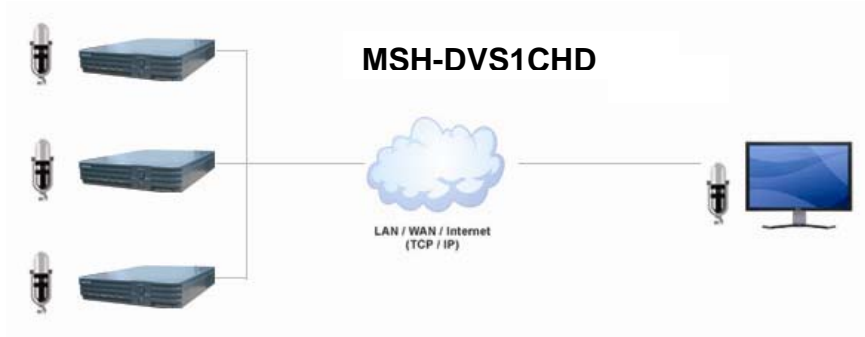 MSH-DVS1CHD
LAN / WAN / Internet
(TCP / IP)